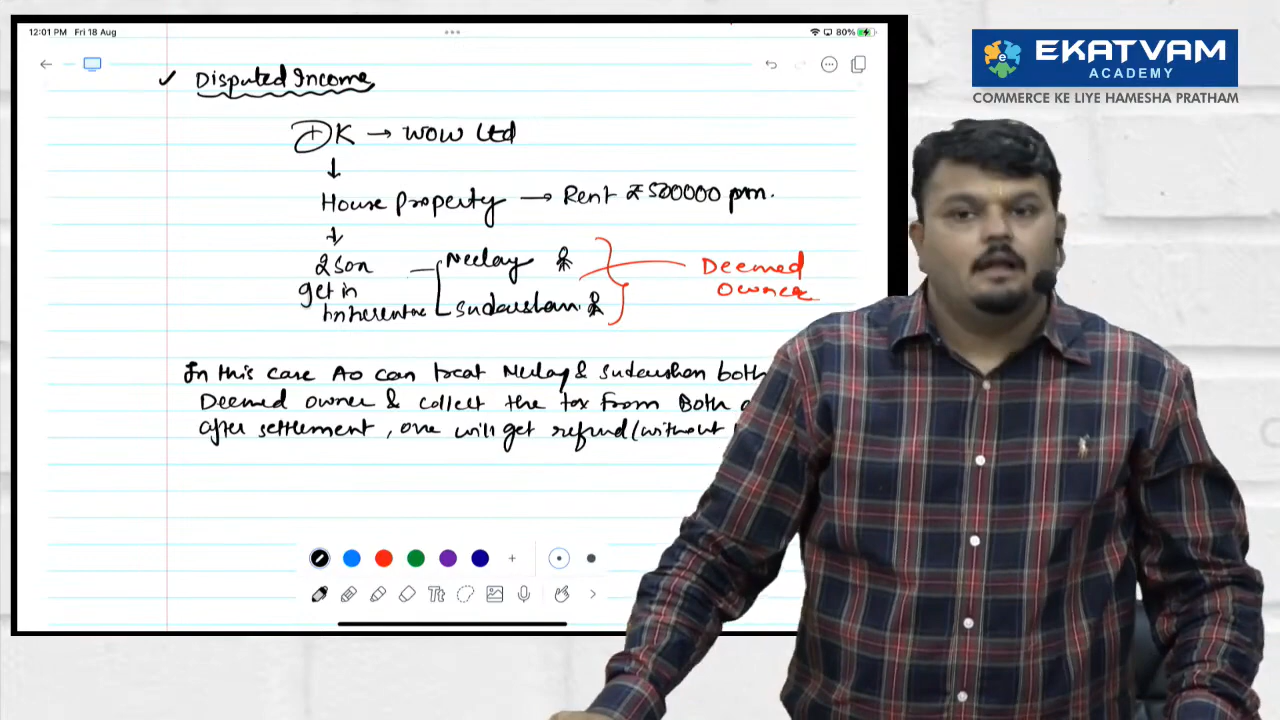 12:01 PM Fri 18 Aug
80%
EKATVAM
ACADEMY
COMMERCE KE LIYE HAMESHA PRATHAM
✓ Disputed Income
DK → wow Ltd
↓
House Property → Rent ₹500000 pm.
↓
2 son
get in
Neelay
Sudarshan
Deemed
Owner
In this case AO can treat Neelay & Sudarshan both
Deemed owner & collect the tax from Both
after settlement, one will get refund (without
Tt